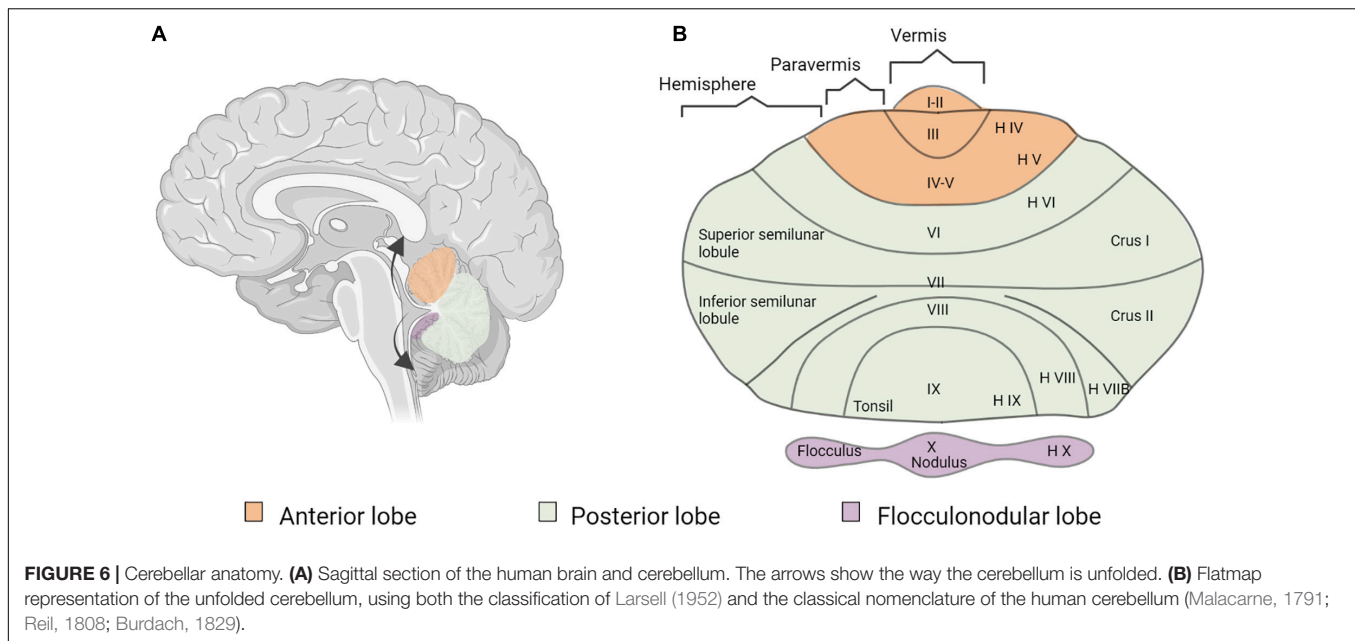 A
B
Vermis
Paravermis
Hemisphere
I-II
III
H IV
H V
IV-V
H VI
VI
Superior semilunar
lobule
Crus I
VII
Inferior semilunar
lobule
VIII
Crus II
H VIII
H VIIB
IX
H IX
Tonsil
Flocculus
X
Nodulus
H X
Anterior lobe
Posterior lobe
Flocculonodular lobe
FIGURE 6 | Cerebellar anatomy. (A) Sagittal section of the human brain and cerebellum. The arrows show the way the cerebellum is unfolded. (B) Flatmap
representation of the unfolded cerebellum, using both the classification of Larsell (1952) and the classical nomenclature of the human cerebellum (Malacarne, 1791;
Reil, 1808; Burdach, 1829).